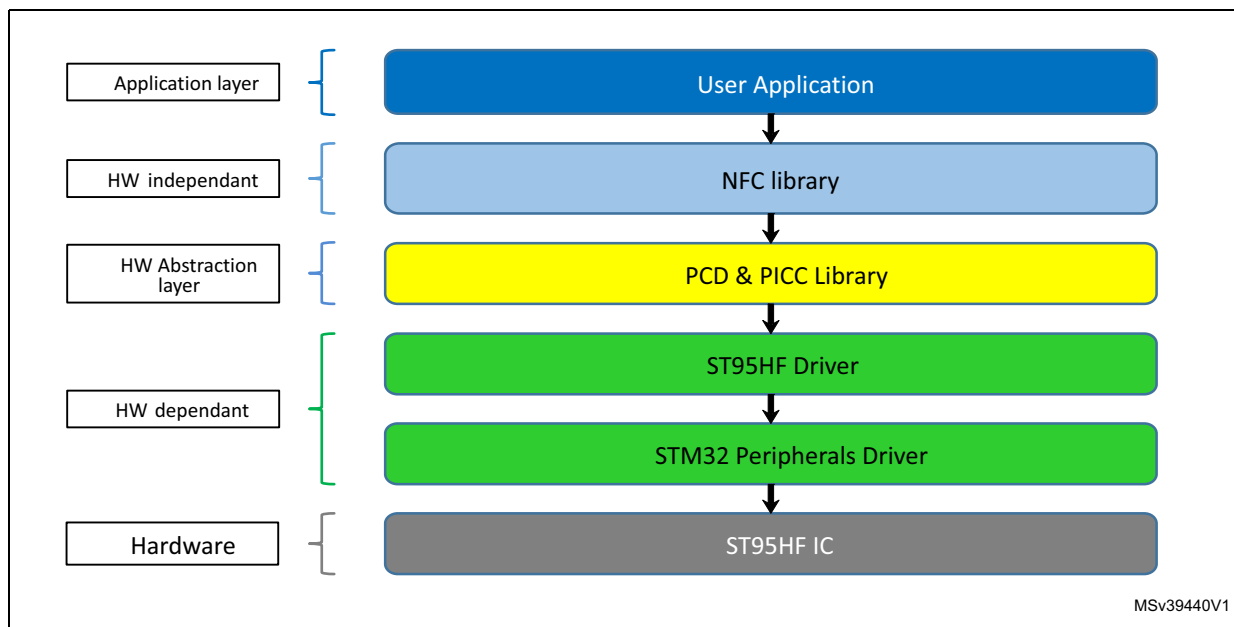 Application layer
User Application
HW independant
NFC library
HW Abstraction
layer
PCD & PICC Library
ST95HF Driver
HW dependant
STM32 Peripherals Driver
Hardware
ST95HF IC
MSv39440V1